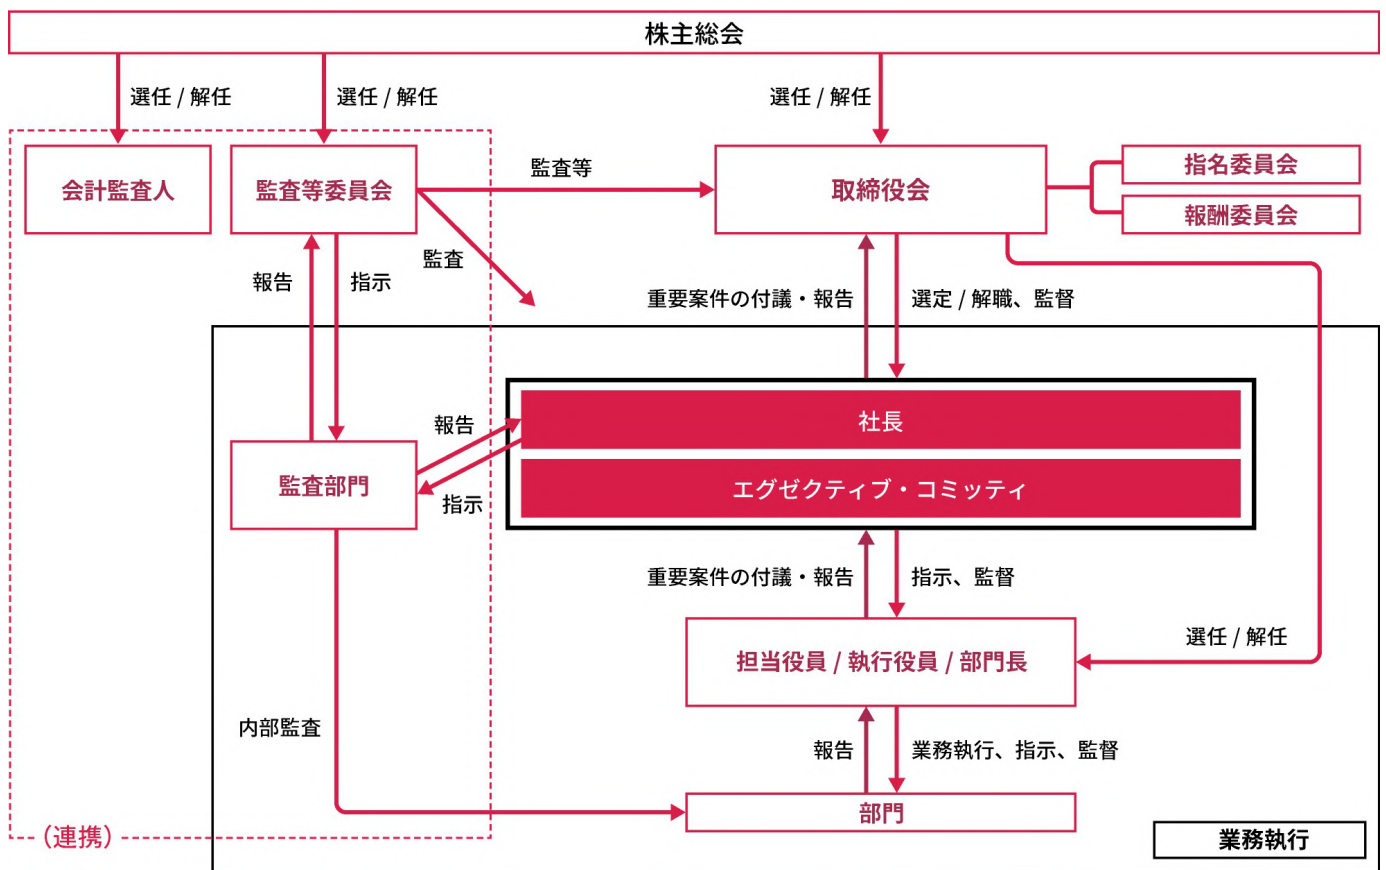 株主総会
選任 / 解任
選任 / 解任
選任 / 解任
会計監査人
監査等委員会
監査等
取締役会
指名委員会
報酬委員会
監査
報告
指示
重要案件の付議・報告
選定 / 解職、監督
社長
報告
エグゼクティブ・コミッティ
監査部門
指示
重要案件の付議・報告
指示、監督
選任 / 解任
担当役員 / 執行役員 / 部門長
内部監査
報告
業務執行、指示、監督
部門
（連携）
業務執行